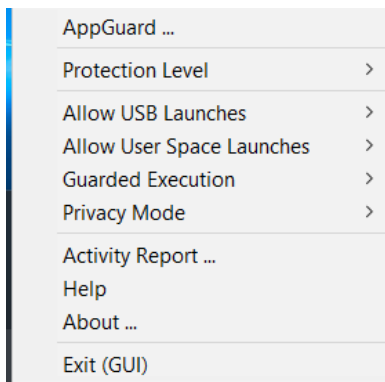 AppGuard ...
Protection Level
Allow USB Launches
Allow User Space Launches
Guarded Execution
Privacy Mode
Activity Report ...
Help
About ...
Exit (GUI)